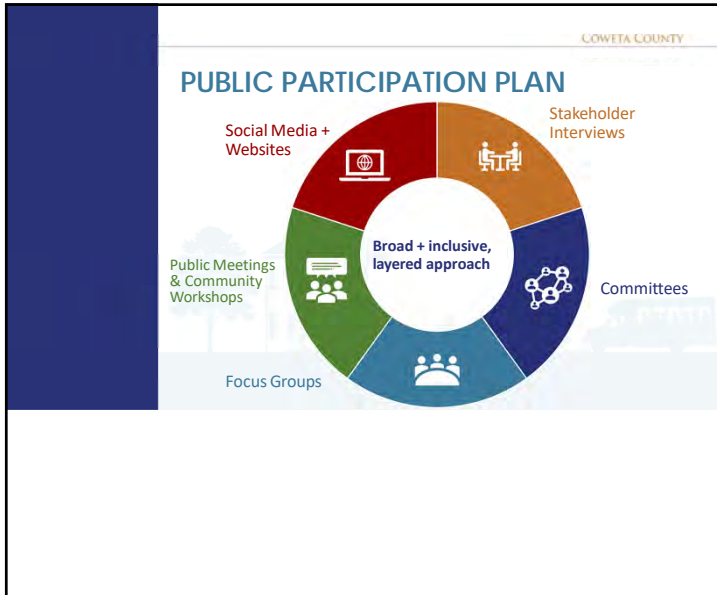 COWETA COUNTY
PUBLIC PARTICIPATION PLAN
Social Media +
Websites
Stakeholder
Interviews
Broad + inclusive,
layered approach
Public Meetings
& Community
Workshops
Committees
Focus Groups